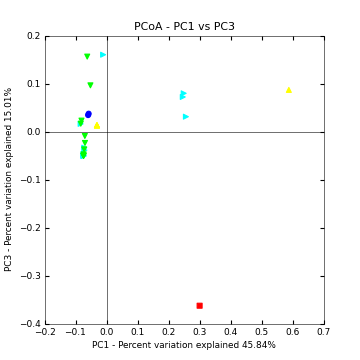 PCoA - PC1 vs PC3
PC3 - Percent variation explained 15.01%
0.2
0.1
0.0
−0.1
−0.2
−0.3
−0.4
−0.2 −0.1 0.0 0.1 0.2 0.3 0.4 0.5 0.6 0.7
PC1 - Percent variation explained 45.84%